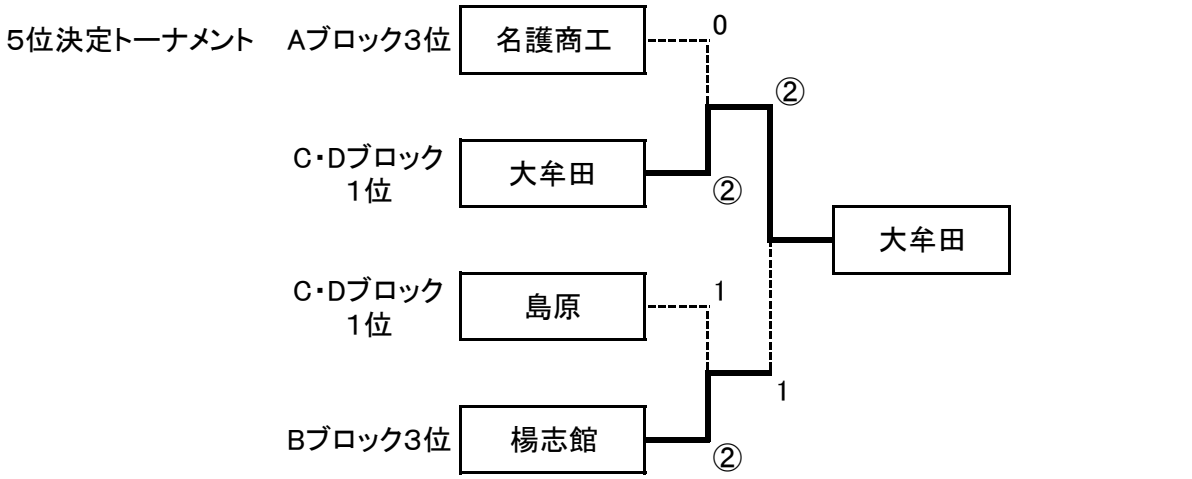 5位決定トーナメント
Aブロック3位
名護商工
0
②
C・Dブロック
1位
大牟田
②
大牟田
C・Dブロック
1位
島原
1
1
Bブロック3位
楊志館
②